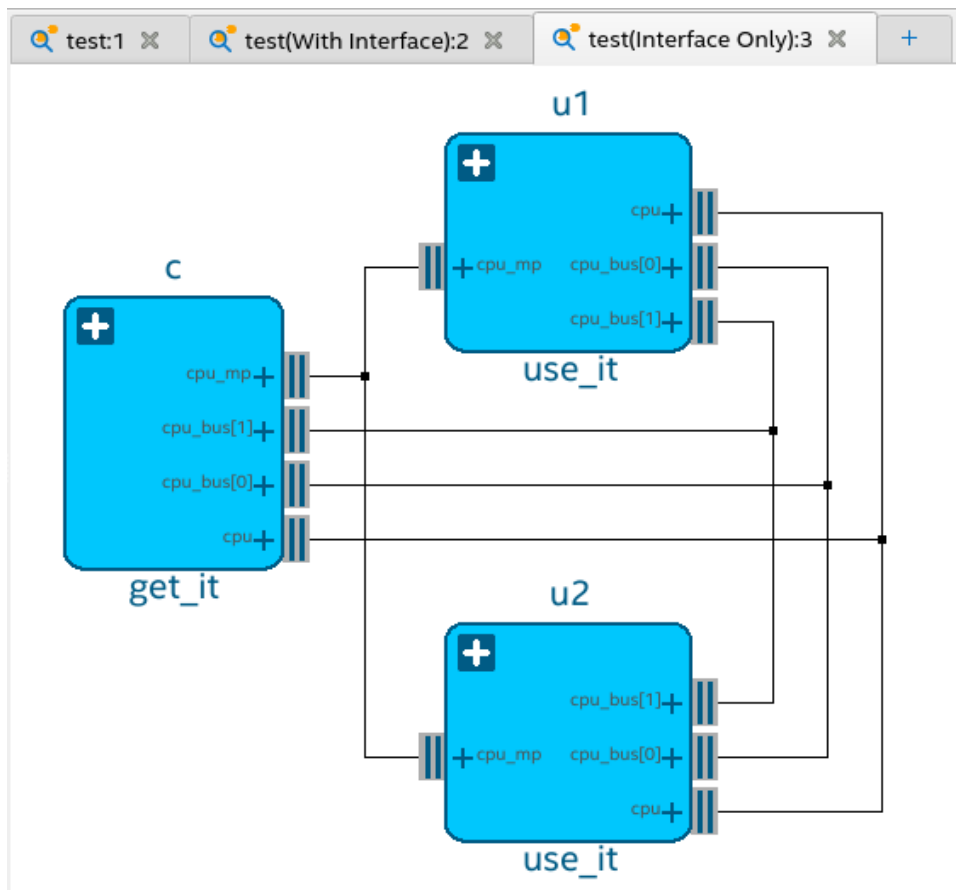 test:1
test(With Interface):2
test(Interface Only):3
+
u1
cpu
cpu_mp cpu_bus[0]
cpu_bus[1]
use_it
c
cpu_mp
cpu_bus[1]
cpu_bus[0]
cpu
get_it
u2
cpu_bus[1]
cpu_mp cpu_bus[0]
cpu
use_it